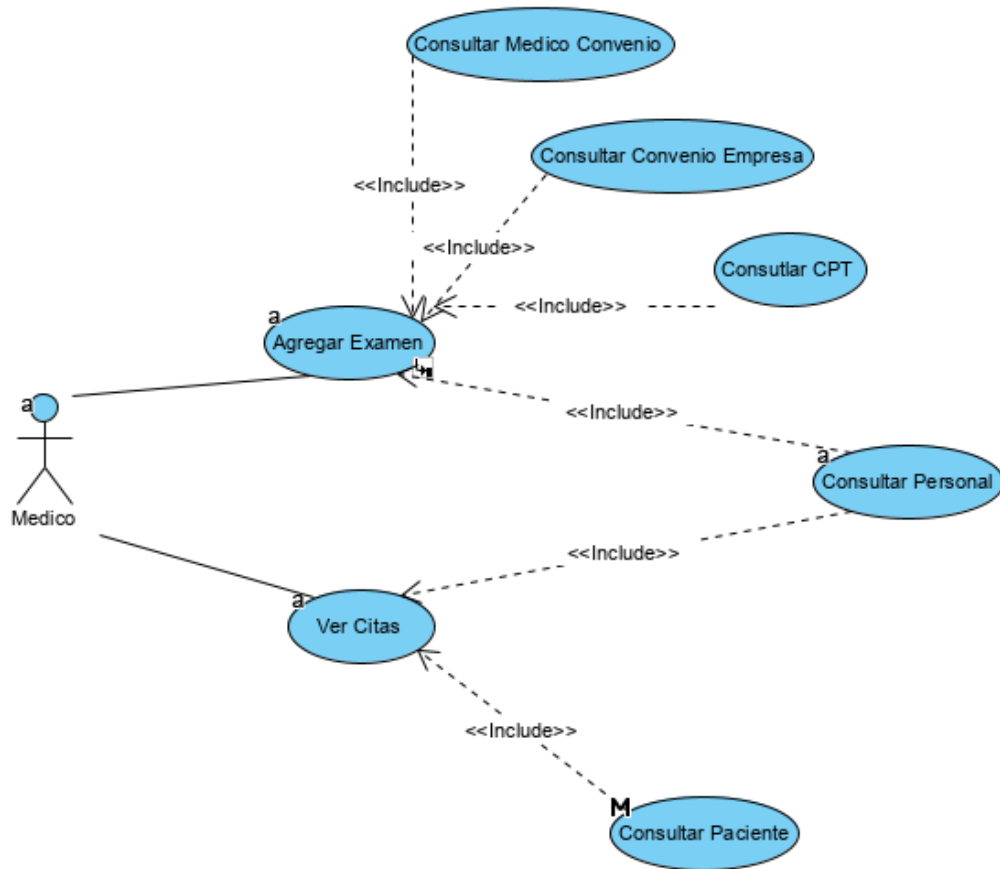 Consultar Medico Convenio
Consultar Convenio Empresa
<<Include>>
<<Include>>
Consutlar CPT
<<Include>>
a
Agregar Examen
a
<<Include>>
a
Consultar Personal
Medico
<<Include>>
a
Ver Citas
<<Include>>
M
Consultar Paciente